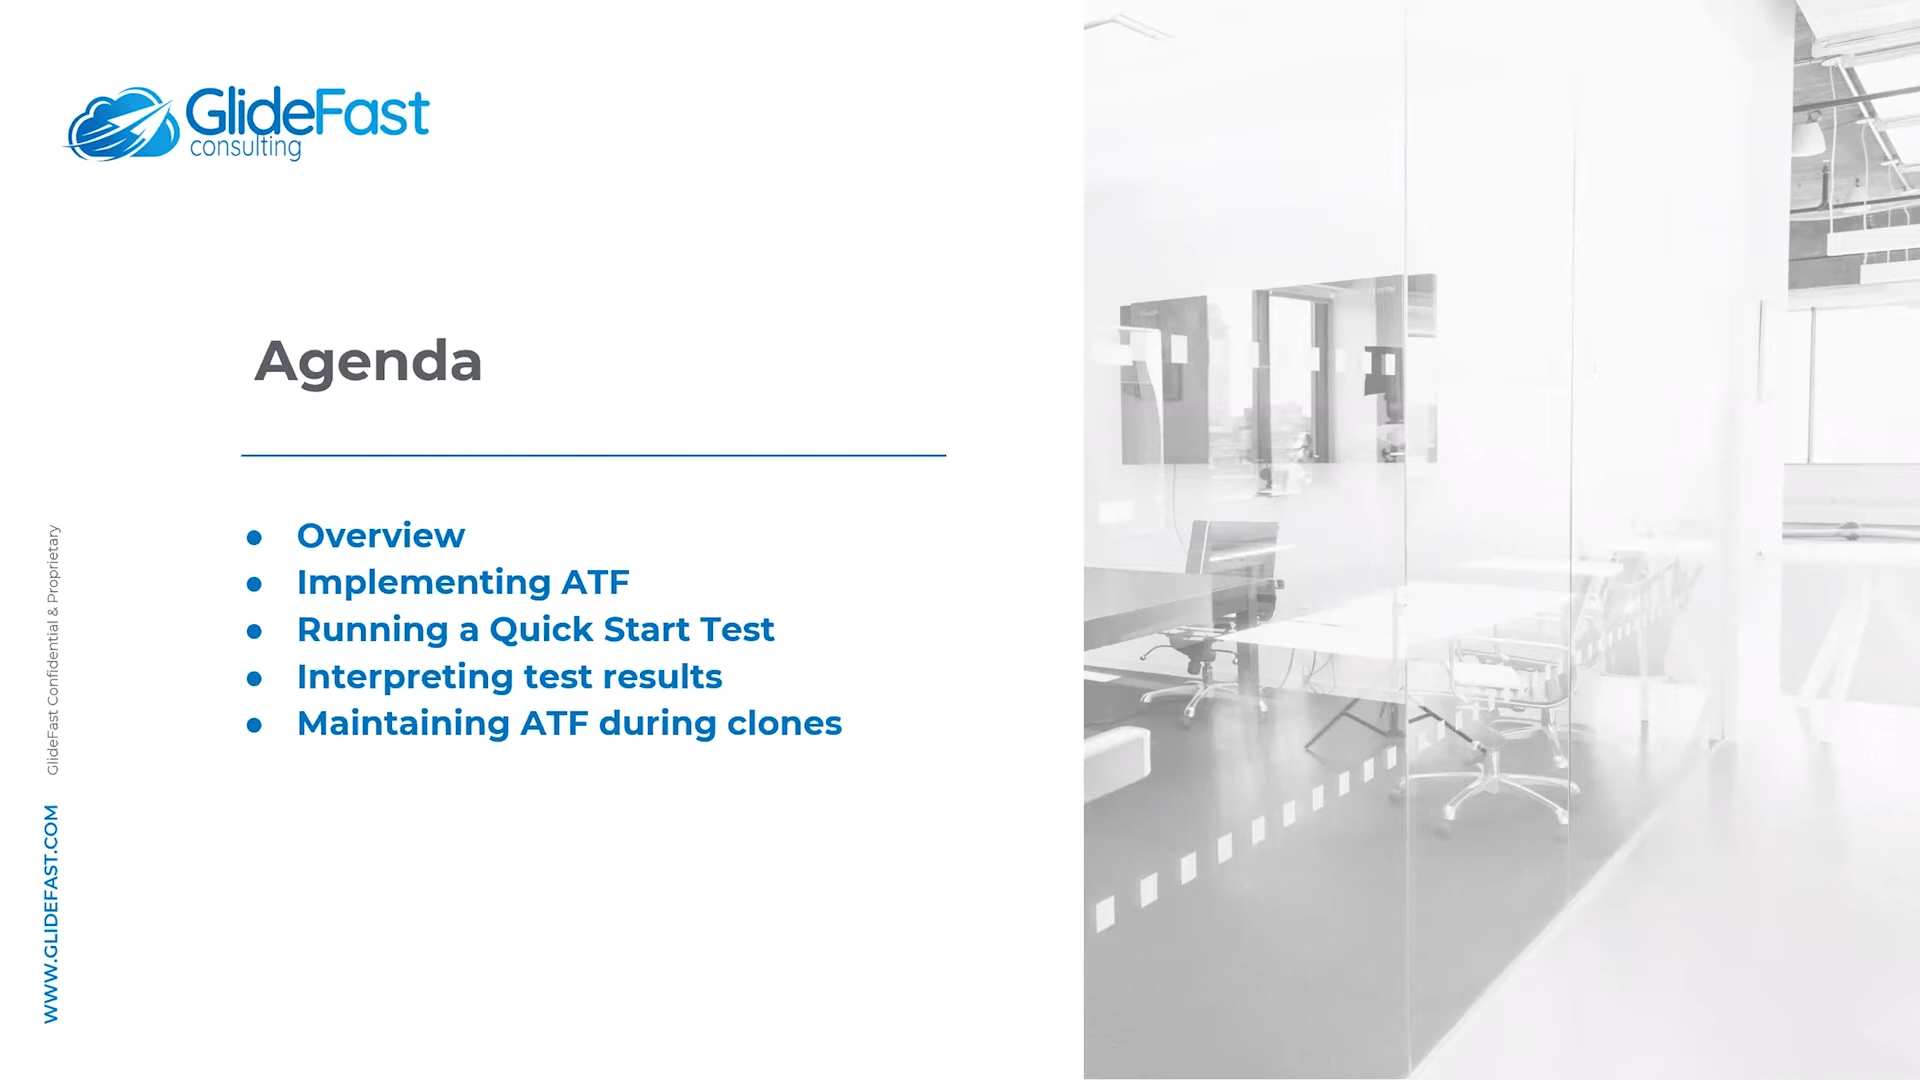 GlideFast
consulting
Agenda
● Overview
● Implementing ATF
● Running a Quick Start Test
● Interpreting test results
● Maintaining ATF during clones
GlideFast Confidential & Proprietary
WWW.GLIDEFAST.COM